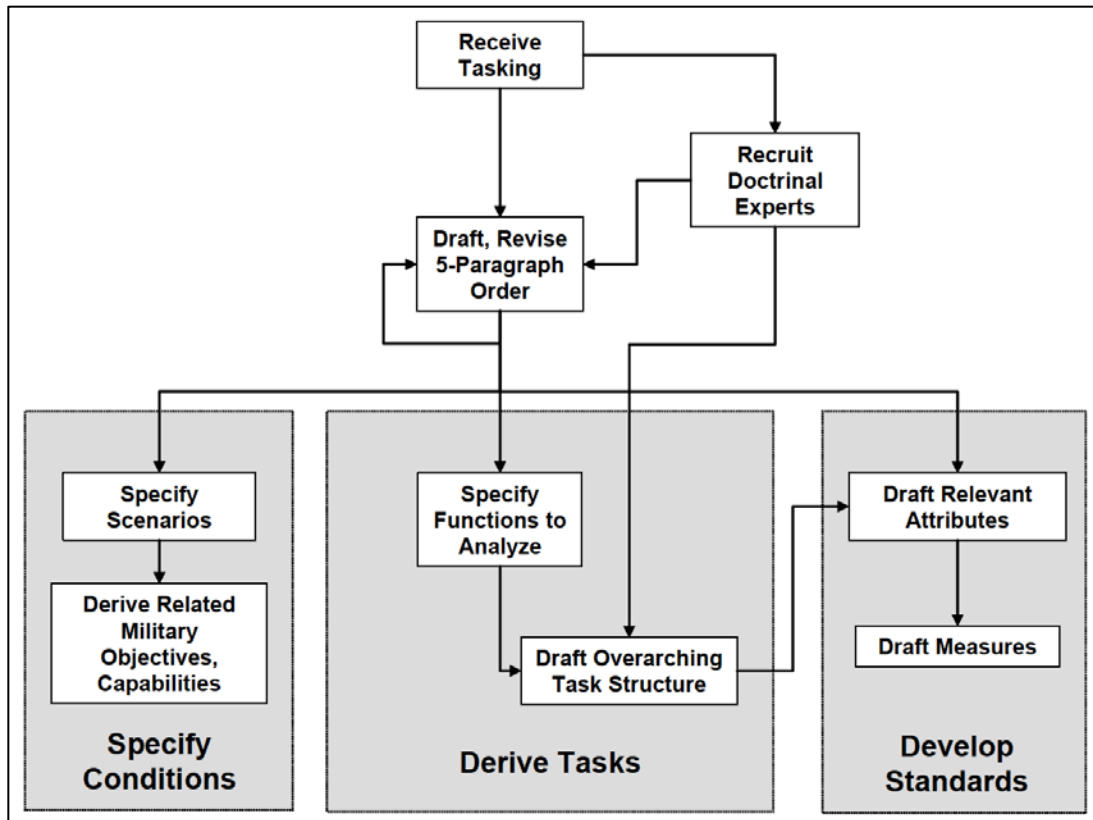 Receive
Tasking
Recruit
Doctrinal
Experts
Draft, Revise
5-Paragraph
Order
Specify
Scenarios
Derive Related
Military
Objectives,
Capabilities
Specify
Conditions
Specify
Functions to
Analyze
Draft Overarching
Task Structure
Derive Tasks
Draft Relevant
Attributes
Draft Measures
Develop
Standards